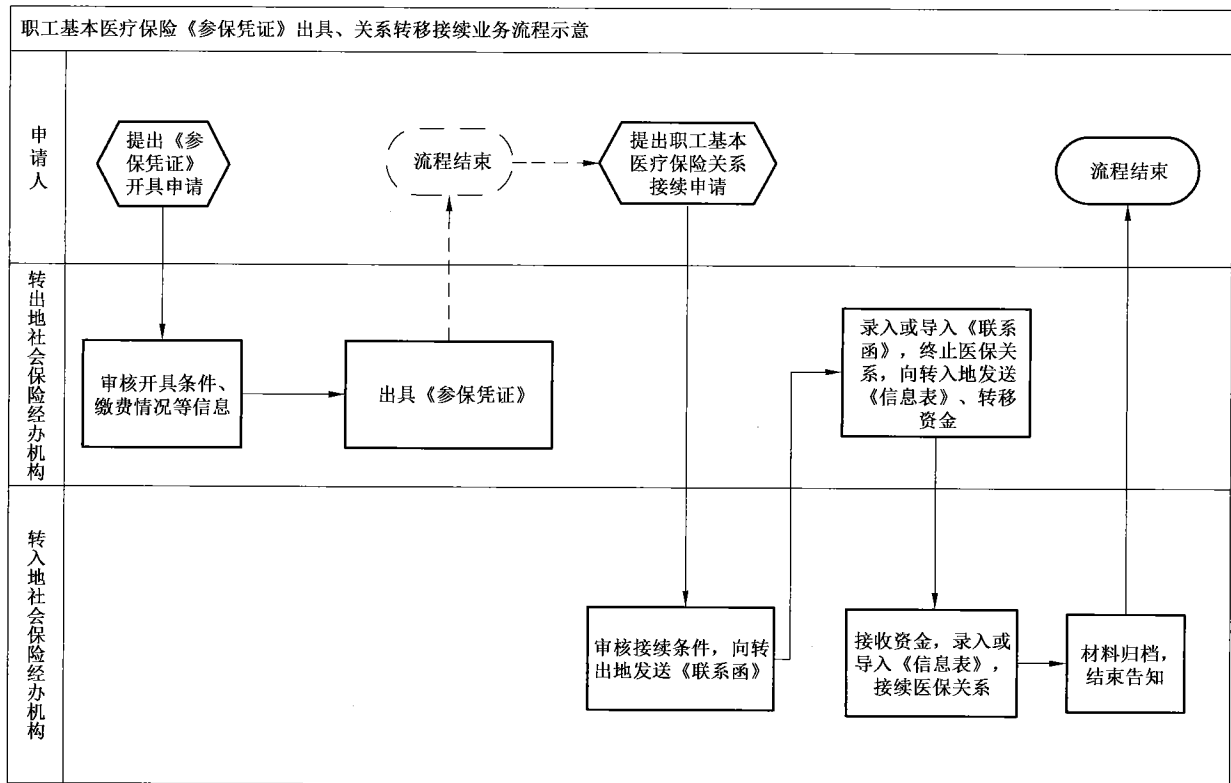 职工基本医疗保险《参保凭证》出具、关系转移接续业务流程示意
申请人
提出《参
保凭证》
开具申请
流程结束
提出职工基本
医疗保险关系
接续申请
流程结束
转出地社会保险经办机构
审核开具条件、
缴费情况等信息
出具《参保凭证》
录入或导入《联系
函》，终止医保关
系，向转入地发送
《信息表》、转移
资金
转入地社会保险经办机构
审核接续条件，向转
出地发送《联系函》
接收资金，录入或
导入《信息表》，
接续医保关系
材料归档，
结束告知